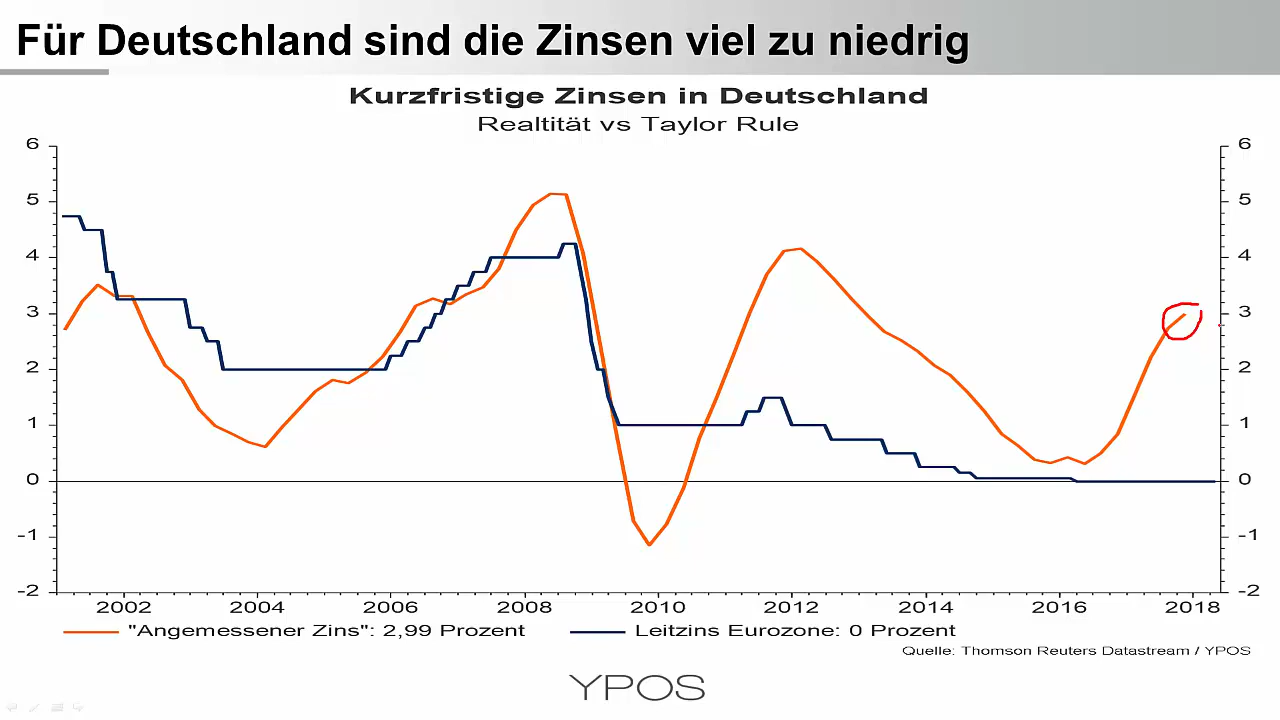 Für Deutschland sind die Zinsen viel zu niedrig
Kurzfristige Zinsen in Deutschland
Realtität vs Taylor Rule
6 6
5 5
4 4
3 3
2 2
1 1
0 0
-1 -1
-2 -2
2002 2004 2006 2008 2010 2012 2014 2016 2018
"Angemessener Zins": 2,99 Prozent Leitzins Eurozone: 0 Prozent
Quelle: Thomson Reuters Datastream / YPOS
YPOS